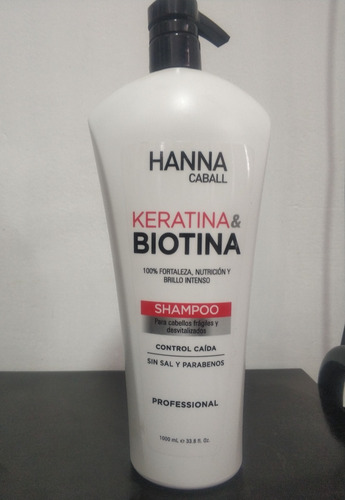 HANNA
CABALL
KERATINA&
BIOTINA
100% FORTALEZA, NUTRICIÓN Y
BRILLO INTENSO
SHAMPOO
Para cabellos frágiles y
desvitalizados
CONTROL CAÍDA
SIN SAL Y PARABENOS
PROFESSIONAL
1000 mL e 33.8 fl. Oz.